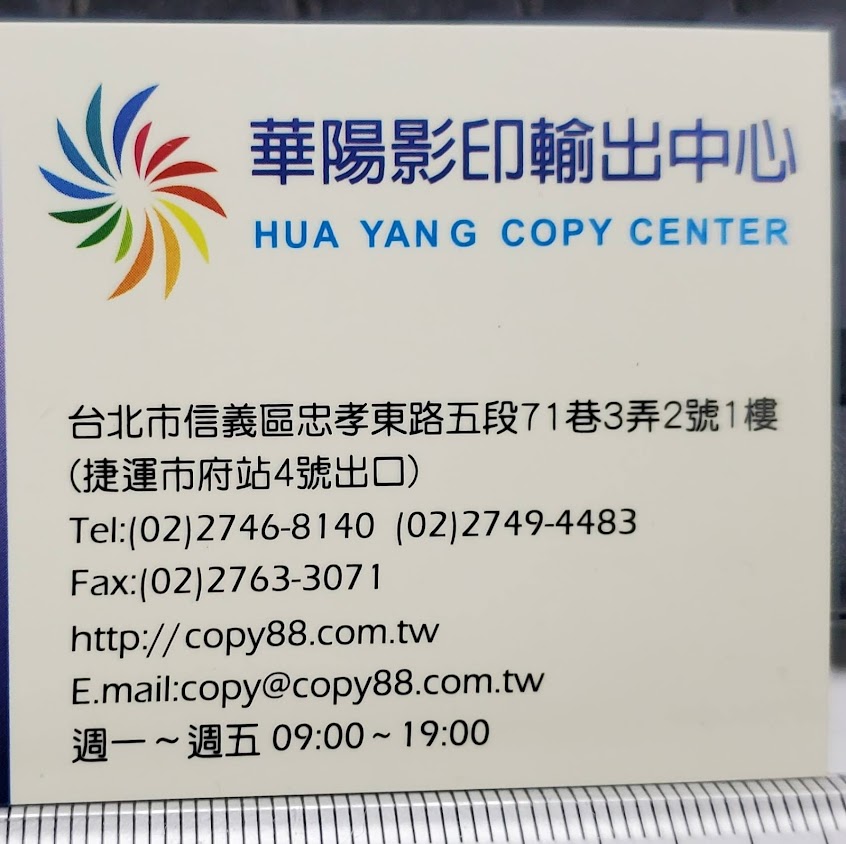 華陽影印輸出中心
HUA YANG COPY CENTER
台北市信義區忠孝東路五段71巷3弄2號1樓
(捷運市府站4號出口)
Tel:(02)2746-8140 (02)2749-4483
Fax:(02)2763-3071
http://copy88.com.tw
E.mail:copy@copy88.com.tw
週一~週五 09:00~19:00